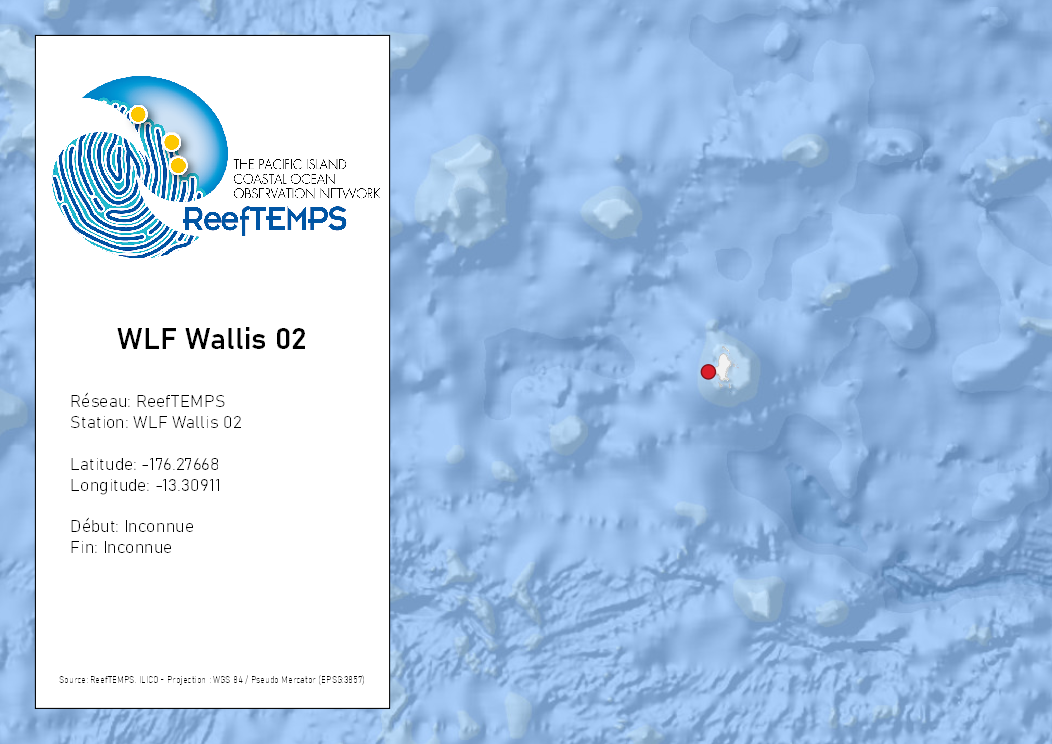 THE PACIFIC ISLAND
COASTAL OCEAN
OBSERVATION NETWORK
ReefTEMPS
WLF Wallis 02
Réseau: ReefTEMPS
Station: WLF Wallis 02
Latitude: -176.27668
Longitude: -13.30911
Début: Inconnue
Fin: Inconnue
Source: ReefTEMPS, ILICO - Projection : WGS 84 / Pseudo Mercator (EPSG:3857)